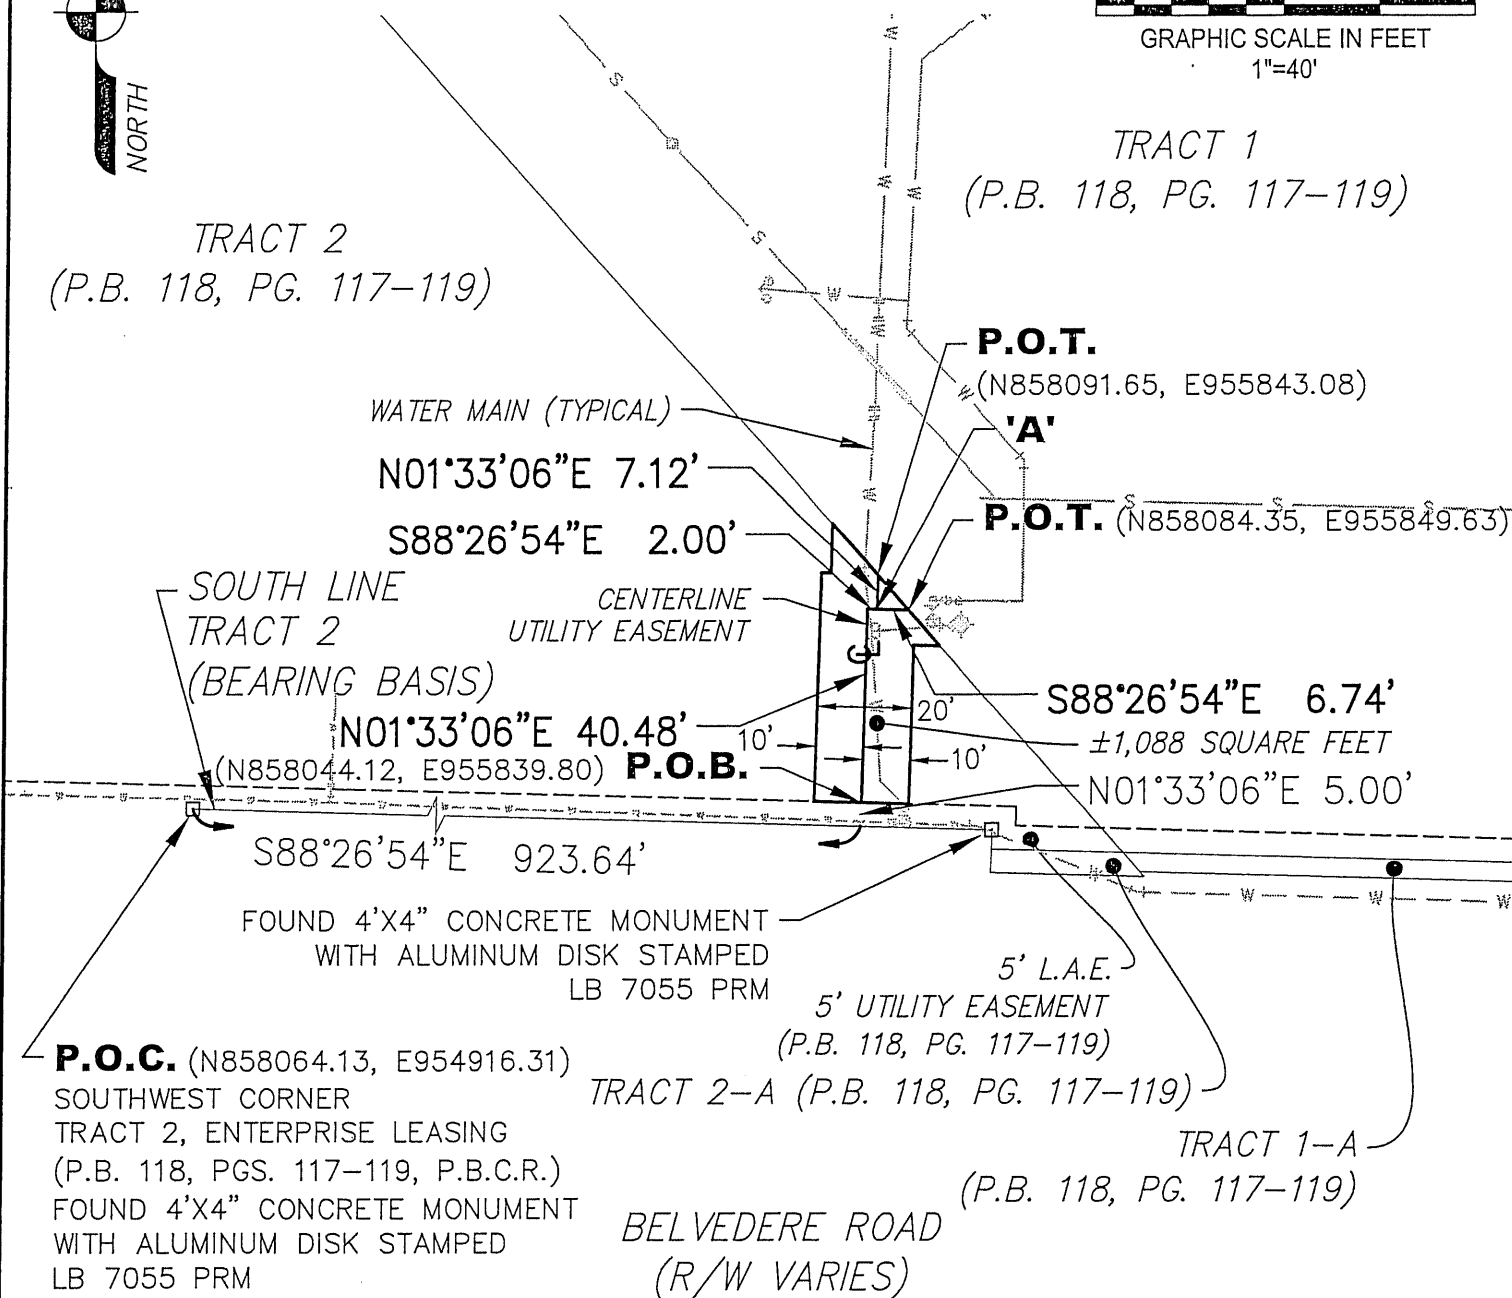 NORTH
GRAPHIC SCALE IN FEET
1"=40'
TRACT 1
(P.B. 118, PG. 117-119)
TRACT 2
(P.B. 118, PG. 117-119)
P.O.T.
(N858091.65, E955843.08)
WATER MAIN (TYPICAL)
'A'
N01°33'06"E 7.12'
P.O.T. (N858084.35, E955849.63)
S88°26'54"E 2.00'
SOUTH LINE
TRACT 2
(BEARING BASIS)
CENTERLINE
UTILITY EASEMENT
CL
S88°26'54"E 6.74'
20'
N01°33'06"E 40.48'
10'
±1,088 SQUARE FEET
10'
(N858044.12, E955839.80) P.O.B.
N01°33'06"E 5.00'
S88°26'54"E 923.64'
FOUND 4'X4" CONCRETE MONUMENT
WITH ALUMINUM DISK STAMPED
LB 7055 PRM
5' L.A.E.
5' UTILITY EASEMENT
(P.B. 118, PG. 117-119)
TRACT 2-A (P.B. 118, PG. 117-119)
TRACT 1-A
(P.B. 118, PG. 117-119)
P.O.C. (N858064.13, E954916.31)
SOUTHWEST CORNER
TRACT 2, ENTERPRISE LEASING
(P.B. 118, PGS. 117-119, P.B.C.R.)
FOUND 4'X4" CONCRETE MONUMENT
WITH ALUMINUM DISK STAMPED
LB 7055 PRM
BELVEDERE ROAD
(R/W VARIES)